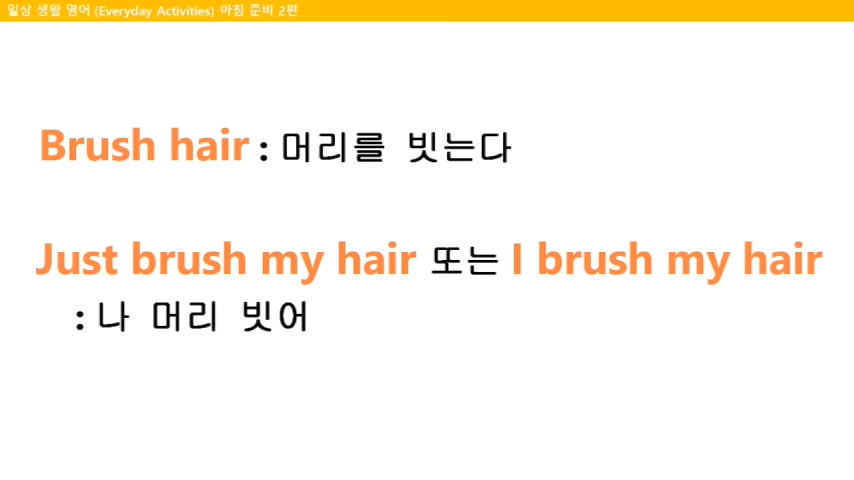 일상 생활 영어 (Everyday Activities) 아침 준비 2편
Brush hair : 머리를 빗는다
Just brush my hair 또는 I brush my hair
: 나 머리 빗어